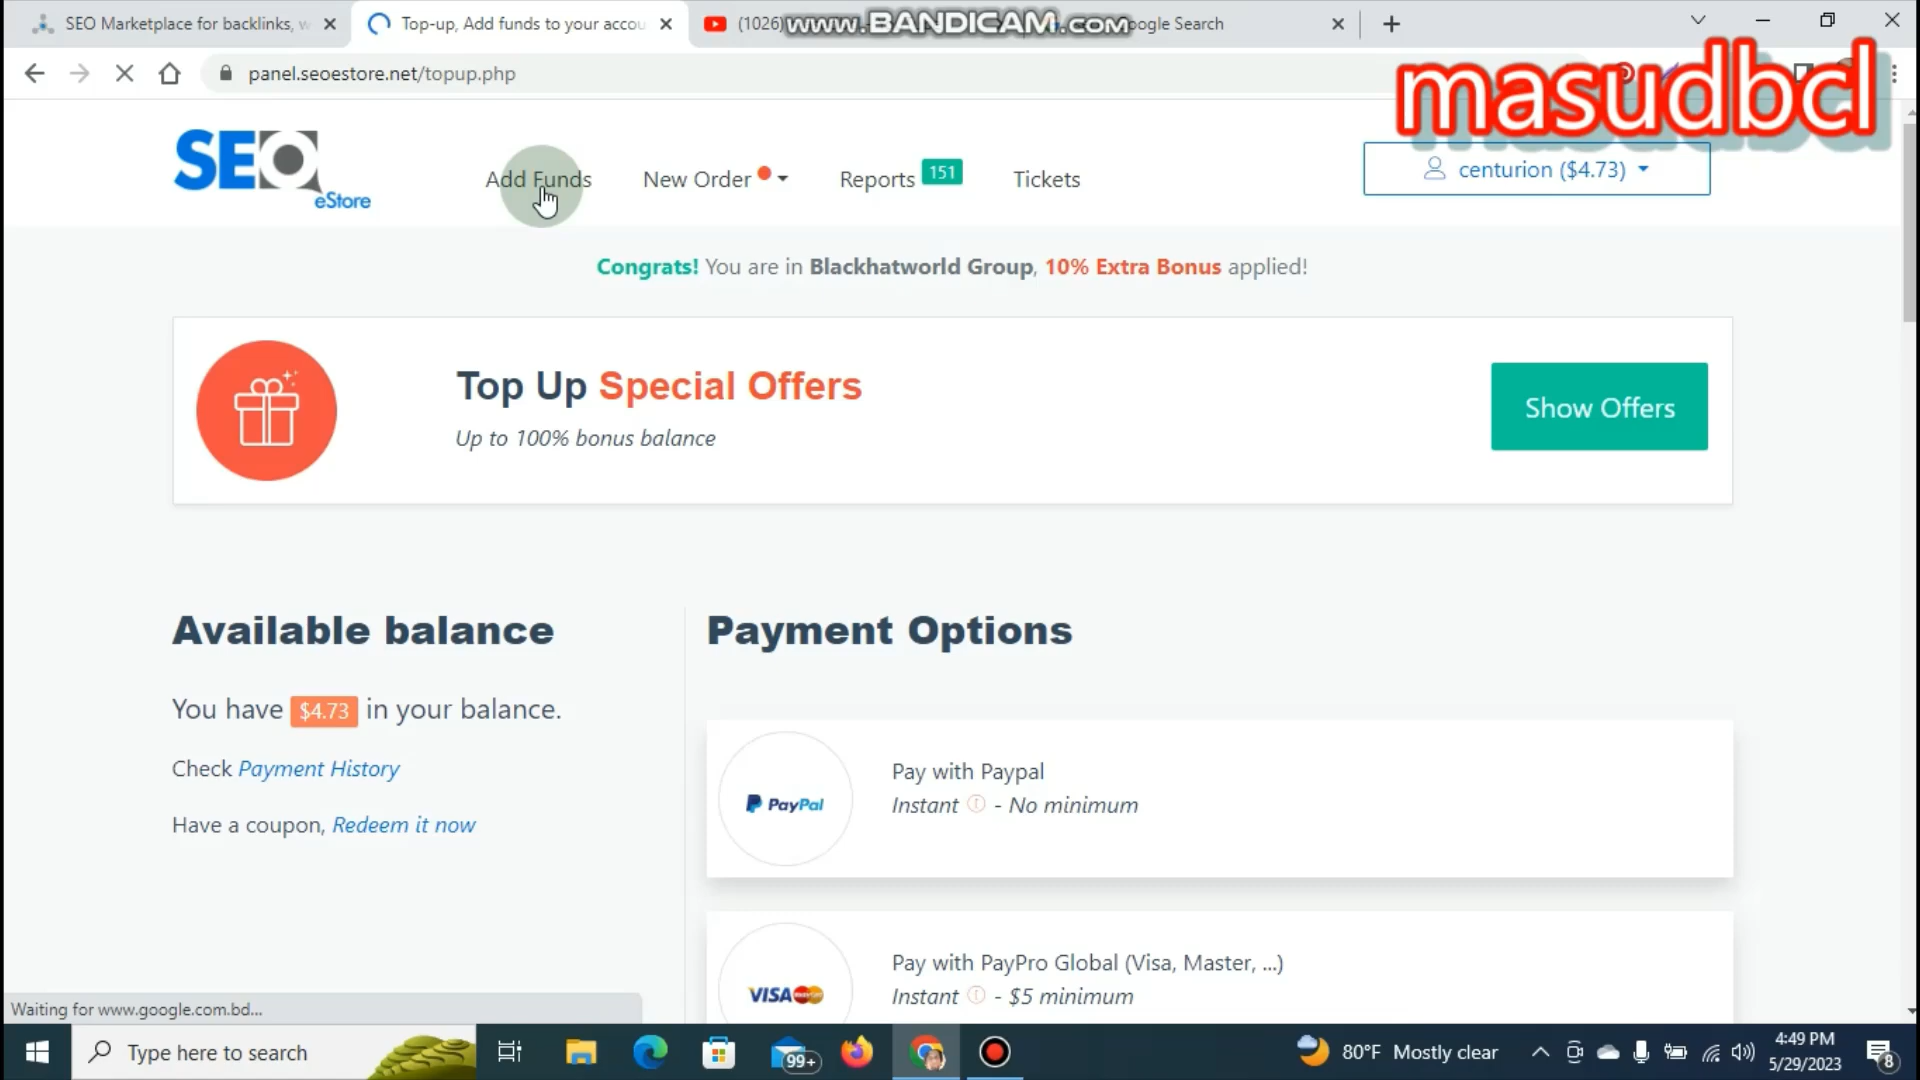 SEO Marketplace for backlinks, w
Top-up, Add funds to your accou
(1026)
www.BANDICAM.com
oogle Search
panel.seoestore.net/topup.php
masudbcl
SEO
eStore
Add Funds
New Order
Reports 151
Tickets
centurion ($4.73)
Congrats! You are in Blackhatworld Group, 10% Extra Bonus applied!
Top Up Special Offers
Up to 100% bonus balance
Show Offers
Available balance
You have $4.73 in your balance.
Check Payment History
Have a coupon, Redeem it now
Payment Options
PayPal
Pay with Paypal
Instant - No minimum
VISA
Pay with PayPro Global (Visa, Master, ...)
Instant - $5 minimum
Waiting for www.google.com.bd...
Type here to search
99+
80°F Mostly clear
4:49 PM
5/29/2023
8